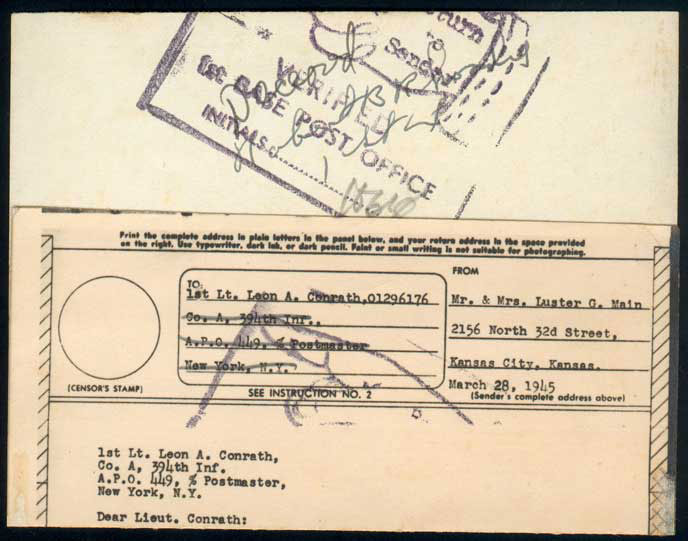 Return
to
Sender
Deceased
VERIFIED
1st BASE POST OFFICE
INITIALS
Print the complete address in plain letters in the panel below, and your return address in the space provided
on the right. Use typewriter, dark ink, or dark pencil. Faint or small writing is not suitable for photographing.
FROM
TO:
1st Lt. Leon A. Conrath,01296176
Co. A, 394th Inf.,
A.P.O. 449, % Postmaster
New York, N.Y.
(CENSOR'S STAMP)
SEE INSTRUCTION NO. 2
Mr. & Mrs. Luster G. Main
2156 North 32d Street,
Kansas City, Kansas.
March 28, 1945
(Sender's complete address above)
1st Lt. Leon A. Conrath,
Co. A, 394th Inf.
A.P.O. 449, % Postmaster,
New York, N.Y.
Dear Lieut. Conrath: